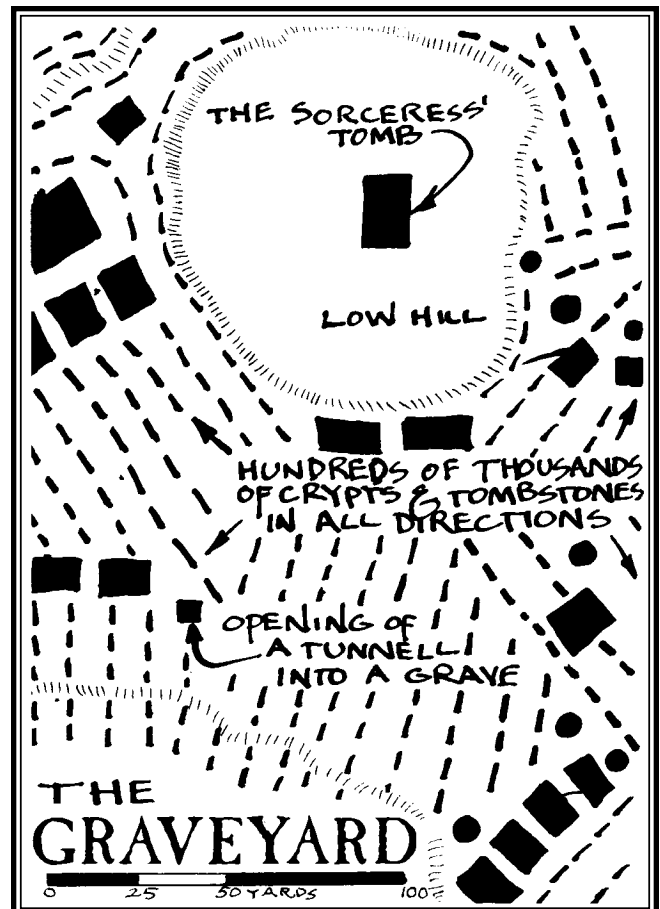 THE SORCERESS'
TOMB
LOW HILL
HUNDREDS OF THOUSANDS
OF CRYPTS & TOMBSTONES
IN ALL DIRECTIONS
OPENING OF
A TUNNELL
INTO A GRAVE
THE
GRAVEYARD
0 25 50 YARDS 100